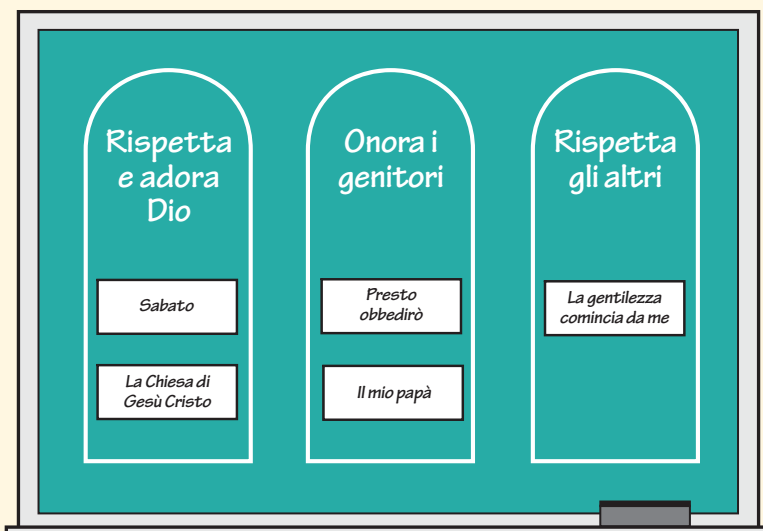 Rispetta
e adora
Dio
Sabato
La Chiesa di
Gesù Cristo
Onora i
genitori
Presto
obbedirò
Il mio papà
Rispetta
gli altri
La gentilezza
comincia da me